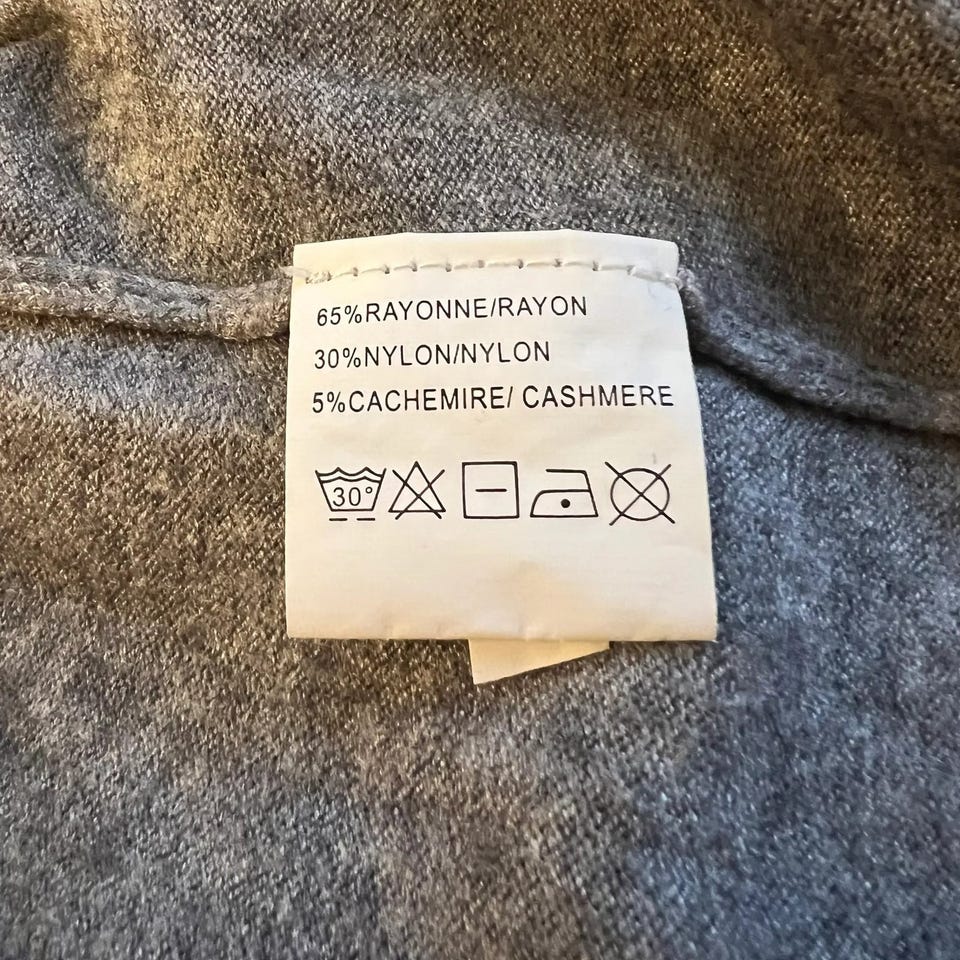 65%RAYONNE/RAYON
30%NYLON/NYLON
5%CACHEMIRE/ CASHMERE
30°